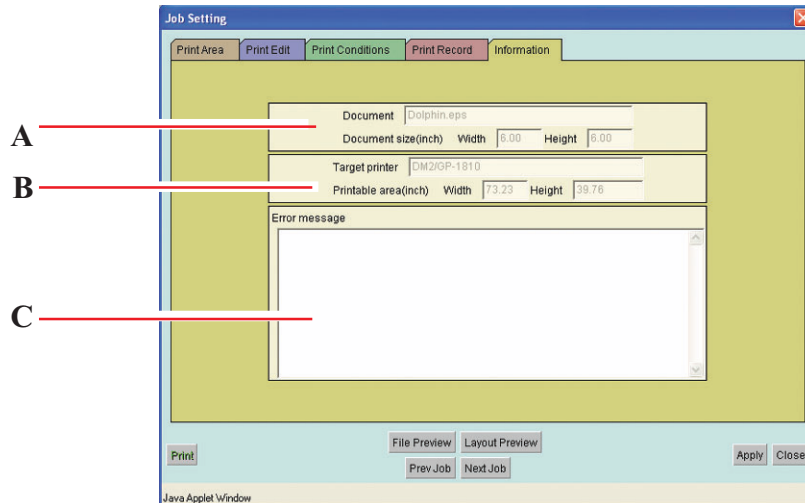 Job Setting
Print Area Print Edit Print Conditions Print Record Information
A
Document Dolphin.eps
Document size(inch) Width 6.00 Height 6.00
B
Target printer DM2/GP-1810
Printable area(inch) Width 73.23 Height 39.76
Error message
C
File Preview Layout Preview
Print Apply Close
Prev Job Next Job
Java Applet Window